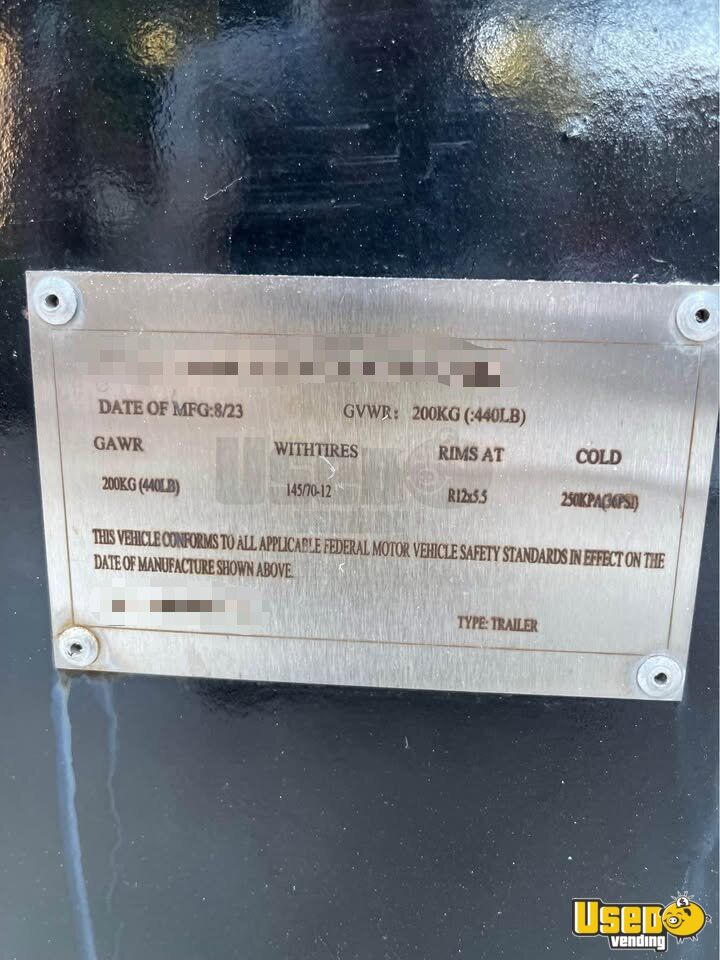 DATE OF MFG:8/23 GVWR: 200KG (:440LB)
GAWR WITHTIRES RIMS AT COLD
200KG (440LB) 145/70-12 R12x5.5 250KPA(36PSI)
THIS VEHICLE CONFORMS TO ALL APPLICABLE FEDERAL MOTOR VEHICLE SAFETY STANDARDS IN EFFECT ON THE
DATE OF MANUFACTURE SHOWN ABOVE.
TYPE: TRAILER
USED
vending